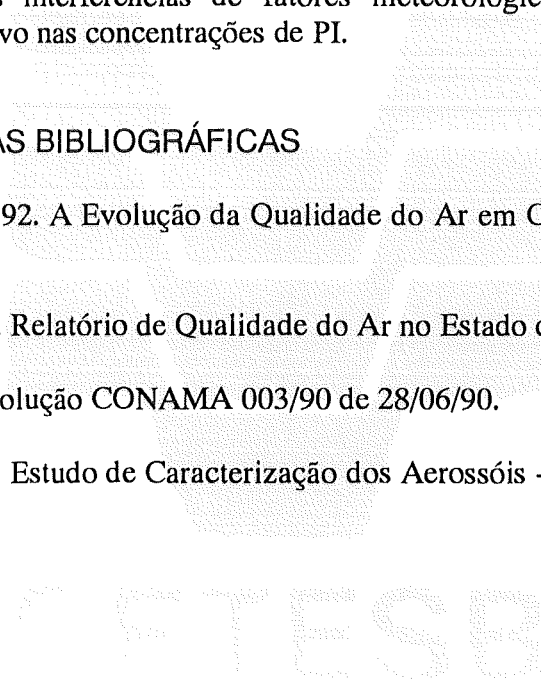 interferências de fatores
vo nas concentrações de PI.
AS BIBLIOGRÁFICAS
92. A Evolução da Qualidade do Ar em
Relatório de Qualidade do Ar no Estado
olução CONAMA 003/90 de 28/06/90.
Estudo de Caracterização dos Aerossóis -
ETESB